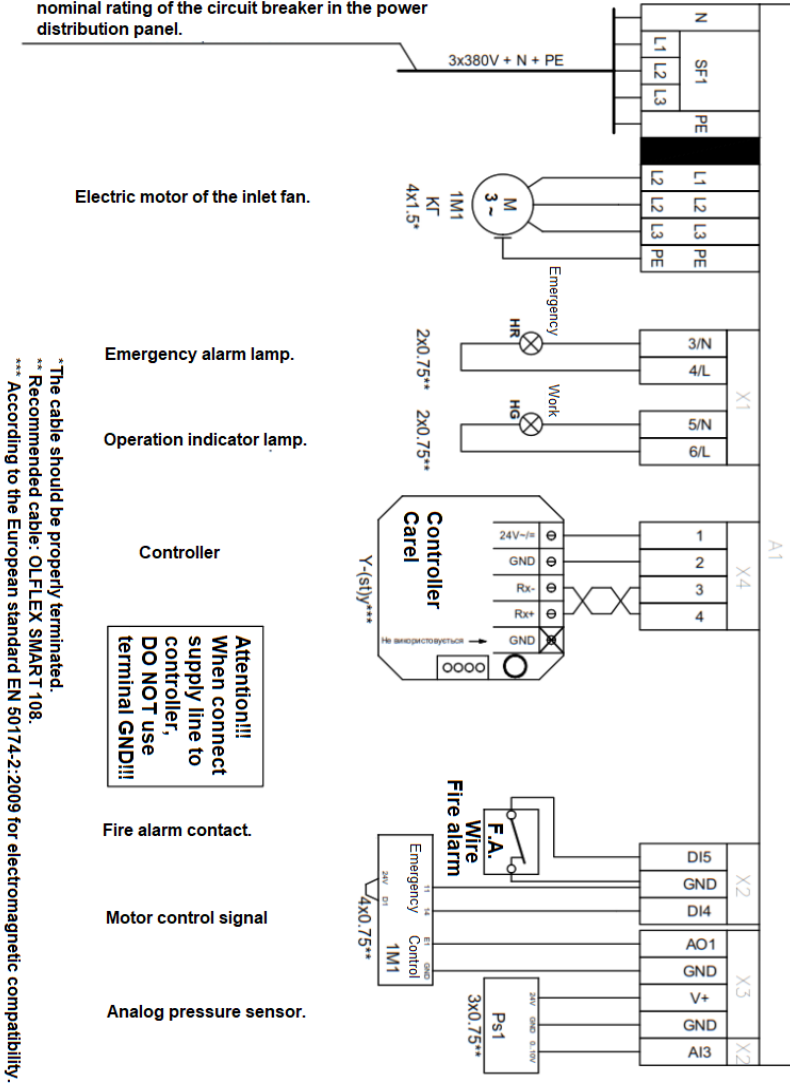 nominal rating of the circuit breaker in the power
distribution panel.
3x380V + N + PE
N
L1
L2
L3
SF1
PE
Electric motor of the inlet fan.
4x1.5*
КГ
1M1
M
3 ~
L2
L2
L3
PE
L1
L2
L3
PE
Emergency alarm lamp.
2x0.75**
HR
Emergency
3/N
4/L
X1
Operation indicator lamp.
2x0.75**
HG
Work
5/N
6/L
A1
Controller
Y-(st)y***
Controller
Carel
24V~/=
GND
Rx-
Rx+
Не використовується
GND
1
2
3
4
X4
Attention!!!
When connect
supply line to
controller,
DO NOT use
terminal GND!!!
Fire alarm contact.
Fire alarm
Wire
F.A.
DI5
GND
DI4
X2
Motor control signal
4x0.75**
24V
D1
Emergency
11
14
Control
1M1
E1
GND
AO1
GND
V+
GND
X3
AI3
X2
Analog pressure sensor.
3x0.75**
Ps1
24V
GND
0..10V
*The cable should be properly terminated.
** Recommended cable: OLFLEX SMART 108.
*** According to the European standard EN 50174-2:2009 for electromagnetic compatibility.